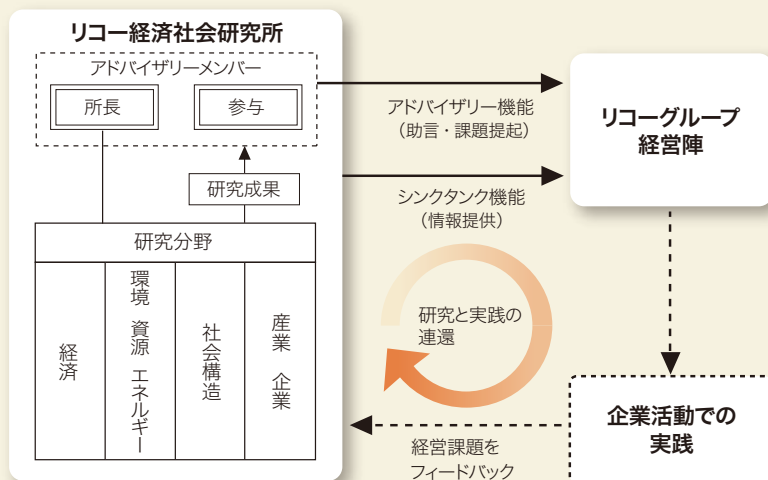 リコー経済社会研究所
アドバイザリーメンバー
所長
参与
研究成果
研究分野
経済
環境 資源 エネルギー
社会構造
産業 企業
アドバイザリー機能
（助言・課題提起）
シンクタンク機能
（情報提供）
研究と実践の
連還
経営課題を
フィードバック
リコーグループ
経営陣
企業活動での
実践